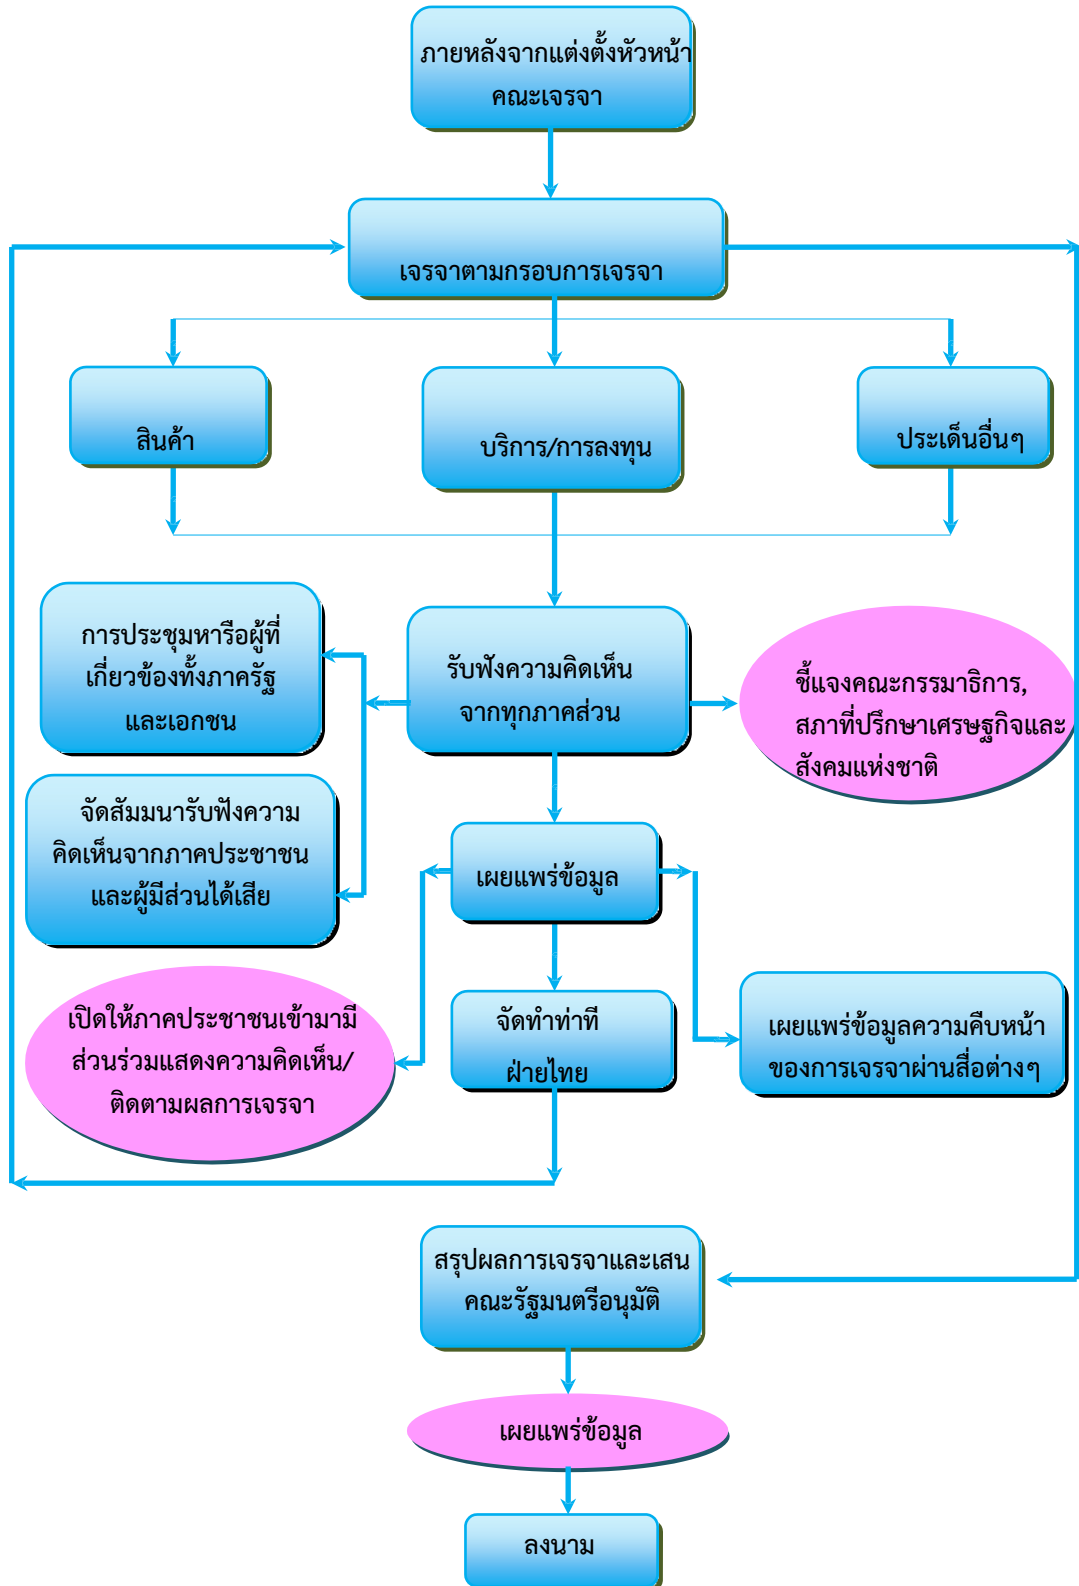 ภายหลังจากแต่งตั้งหัวหน้า
คณะเจรจา
เจรจาตามกรอบการเจรจา
สินค้า
บริการ/การลงทุน
ประเด็นอื่นๆ
การประชุมหารือผู้ที่
เกี่ยวข้องทั้งภาครัฐ
และเอกชน
รับฟังความคิดเห็น
จากทุกภาคส่วน
ชี้แจงคณะกรรมาธิการ,
สภาที่ปรึกษาเศรษฐกิจและ
สังคมแห่งชาติ
จัดสัมมนารับฟังความ
คิดเห็นจากภาคประชาชน
และผู้มีส่วนได้เสีย
เผยแพร่ข้อมูล
เปิดให้ภาคประชาชนเข้ามามี
ส่วนร่วมแสดงความคิดเห็น/
ติดตามผลการเจรจา
จัดทำท่าที
ฝ่ายไทย
เผยแพร่ข้อมูลความคืบหน้า
ของการเจรจาผ่านสื่อต่างๆ
สรุปผลการเจรจาและเสน
คณะรัฐมนตรีอนุมัติ
เผยแพร่ข้อมูล
ลงนาม